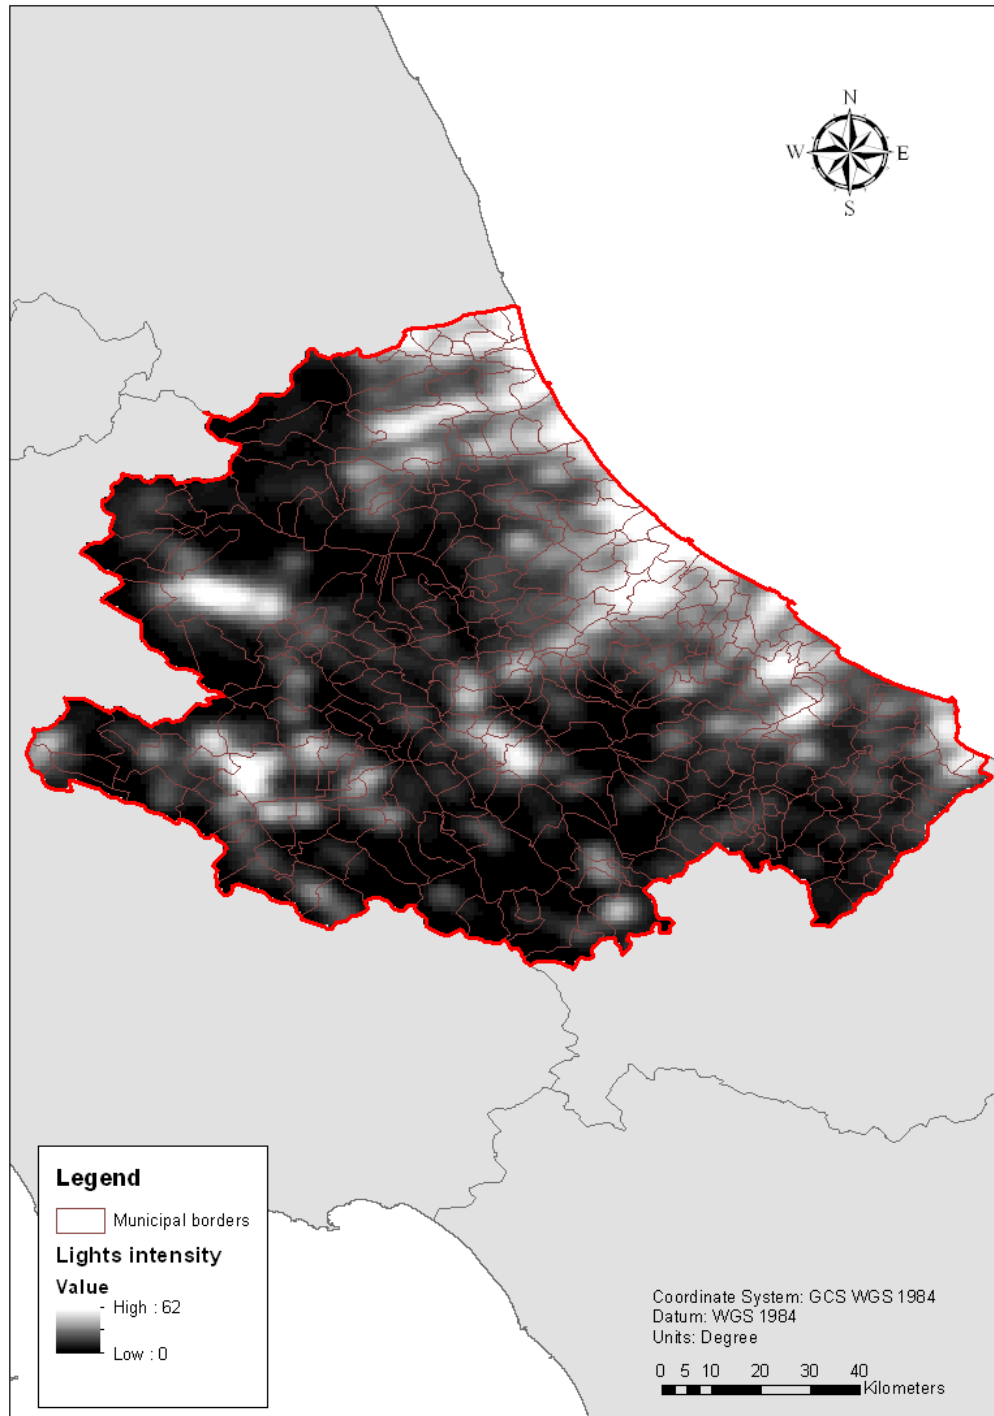 N
W E
S
Legend
Municipal borders
Lights intensity
Value
High : 62
Low : 0
Coordinate System: GCS WGS 1984
Datum: WGS 1984
Units: Degree
0 5 10 20 30 40
Kilometers